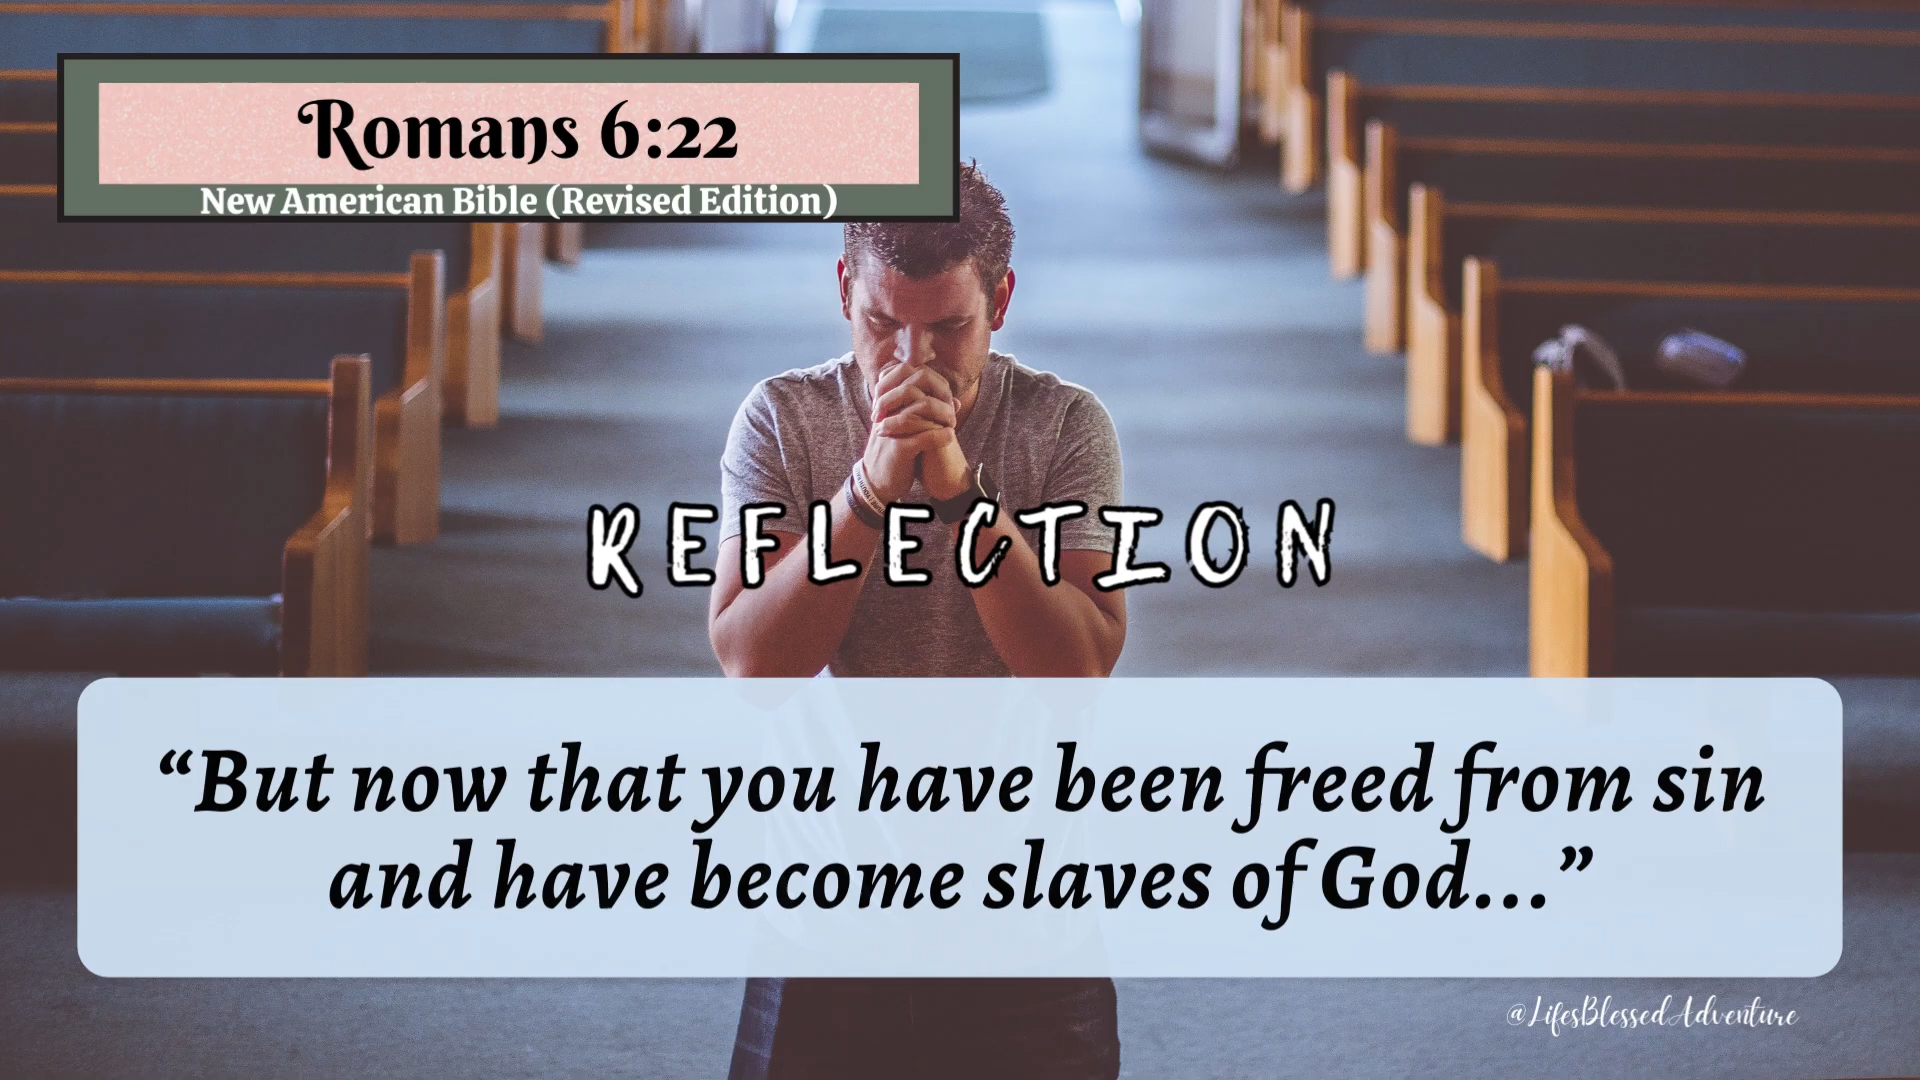 Romans 6:22
New American Bible (Revised Edition)
REFLECTION
“But now that you have been freed from sin
and have become slaves of God...”
@LifesBlessedAdventure